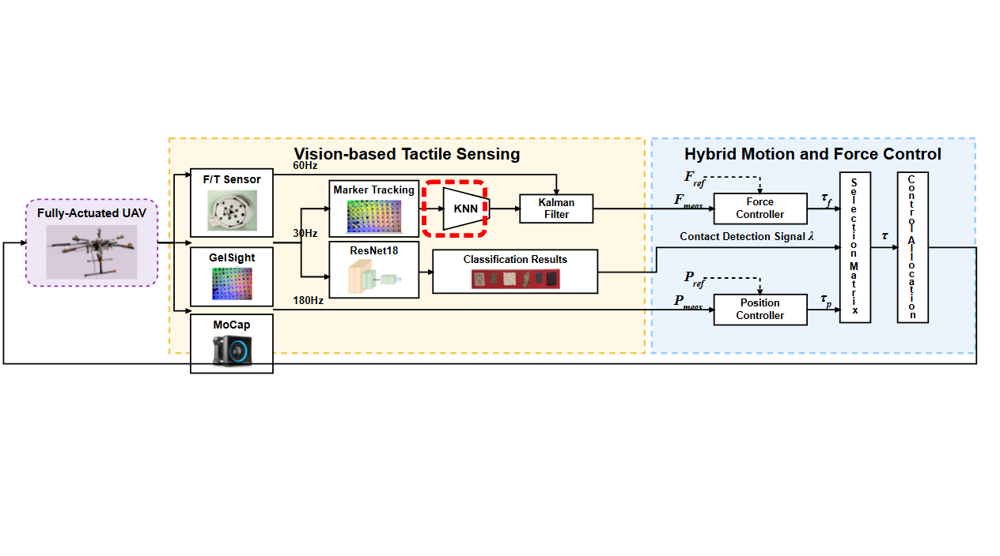 Vision-based Tactile Sensing
Hybrid Motion and Force Control
60Hz
F/T Sensor
Marker Tracking
KNN
Kalman
Filter
F_ref
F_meas
Force
Controller
τ_f
Fully-Actuated UAV
30Hz
Contact Detection Signal λ
GelSight
ResNet18
Classification Results
P_ref
180Hz
P_meas
Position
Controller
τ_p
MoCap
Selection Matrix
τ
Control Allocation